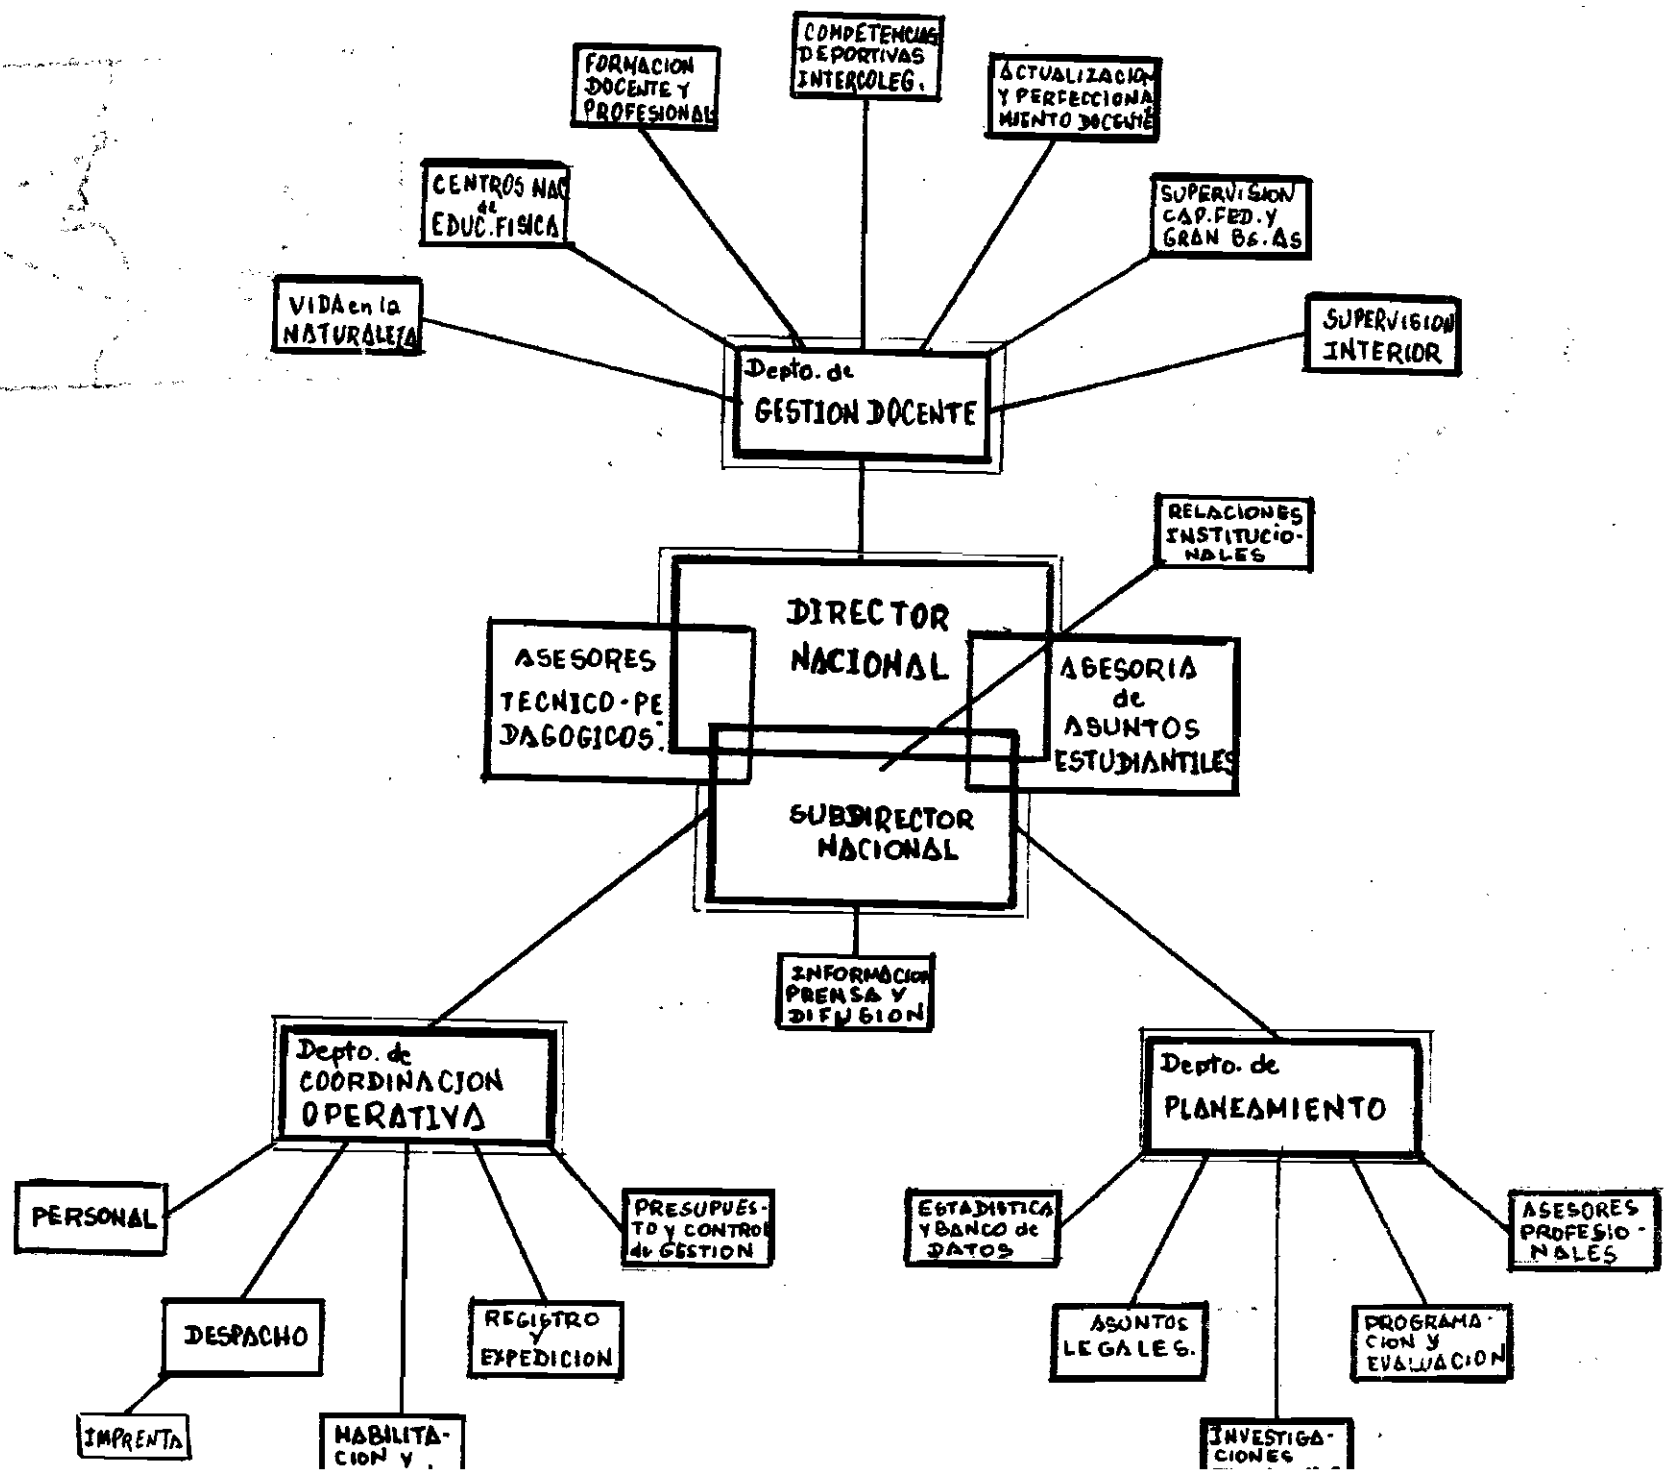 COMPETENCIAS
DEPORTIVAS
INTERCOLEG.
FORMACION
DOCENTE Y
PROFESIONAL
ACTUALIZACION
Y PERFECCIONA
MIENTO DOCENTE
CENTROS NAC
de
EDUC. FISICA
SUPERVISION
CAP. FED. Y
GRAN BS. AS
VIDA en la
NATURALEZA
SUPERVISION
INTERIOR
Depto. de
GESTION DOCENTE
RELACIONES
INSTITUCIO-
NALES
DIRECTOR
NACIONAL
ASESORES
TECNICO-PE
DAGOGICOS.
ASESORIA
de
ASUNTOS
ESTUDIANTILES
SUBDIRECTOR
NACIONAL
INFORMACION
PRENSA Y
DIFUSION
Depto. de
COORDINACION
OPERATIVA
Depto. de
PLANEAMIENTO
PERSONAL
PRESUPUES-
TO y CONTROL
de GESTION
ESTADISTICA
y BANCO de
DATOS
ASESORES
PROFESIO-
NALES
DESPACHO
REGISTRO
Y
EXPEDICION
ASUNTOS
LEGALES.
PROGRAMA-
CION y
EVALUACION
IMPRENTA
HABILITA-
CION Y
INVESTIGA-
CIONES